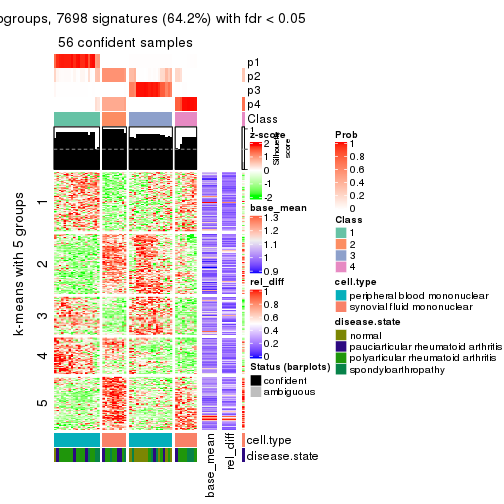 ogroups, 7698 signatures (64.2%) with fdr < 0.05
56 confident samples
p1
p2
p3
p4
Class
1
Silhouette
score
k-means with 5 groups
1
2
3
4
5
base_mean
rel_diff
cell.type
disease.state
z-score
2
1
0
-1
-2
base_mean
1.3
1.2
1.1
1
0.9
rel_diff
1
0.8
0.6
0.4
0.2
0
Status (barplots)
confident
ambiguous
Prob
1
0.8
0.6
0.4
0.2
0
Class
1
2
3
4
cell.type
peripheral blood mononuclear
synovial fluid mononuclear
disease.state
normal
pauciarticular rheumatoid arthritis
polyarticular rheumatoid arthritis
spondyloarthropathy